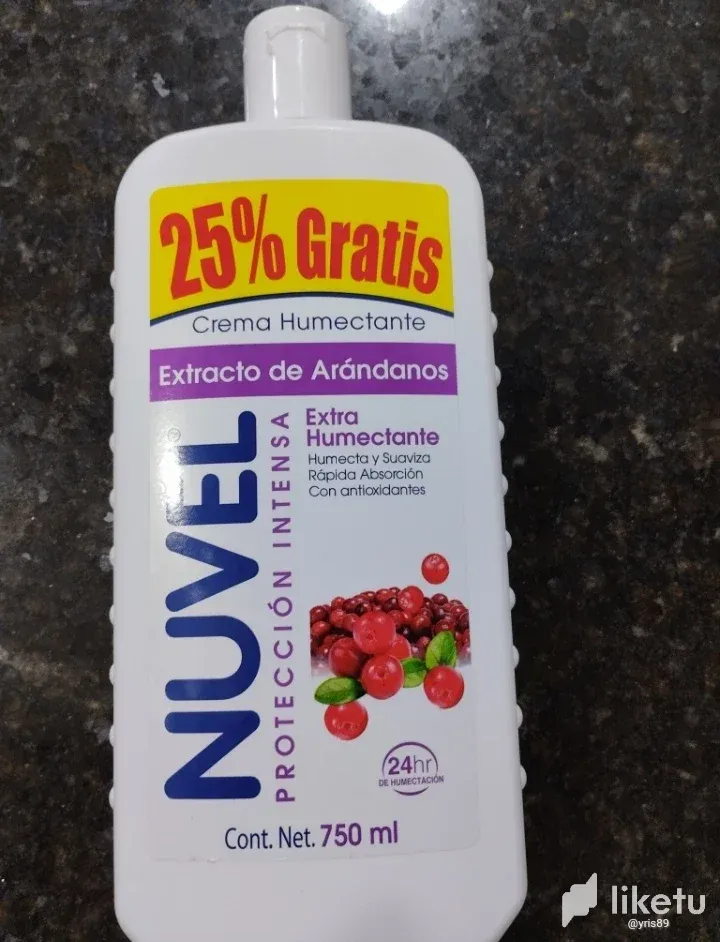 25% Gratis
Crema Humectante
Extracto de Arándanos
NUVEL®
PROTECCIÓN INTENSA
Extra
Humectante
Humecta y Suaviza
Rápida Absorción
Con antioxidantes
24hr
DE HUMECTACIÓN
Cont. Net. 750 ml
liketu
@yris89